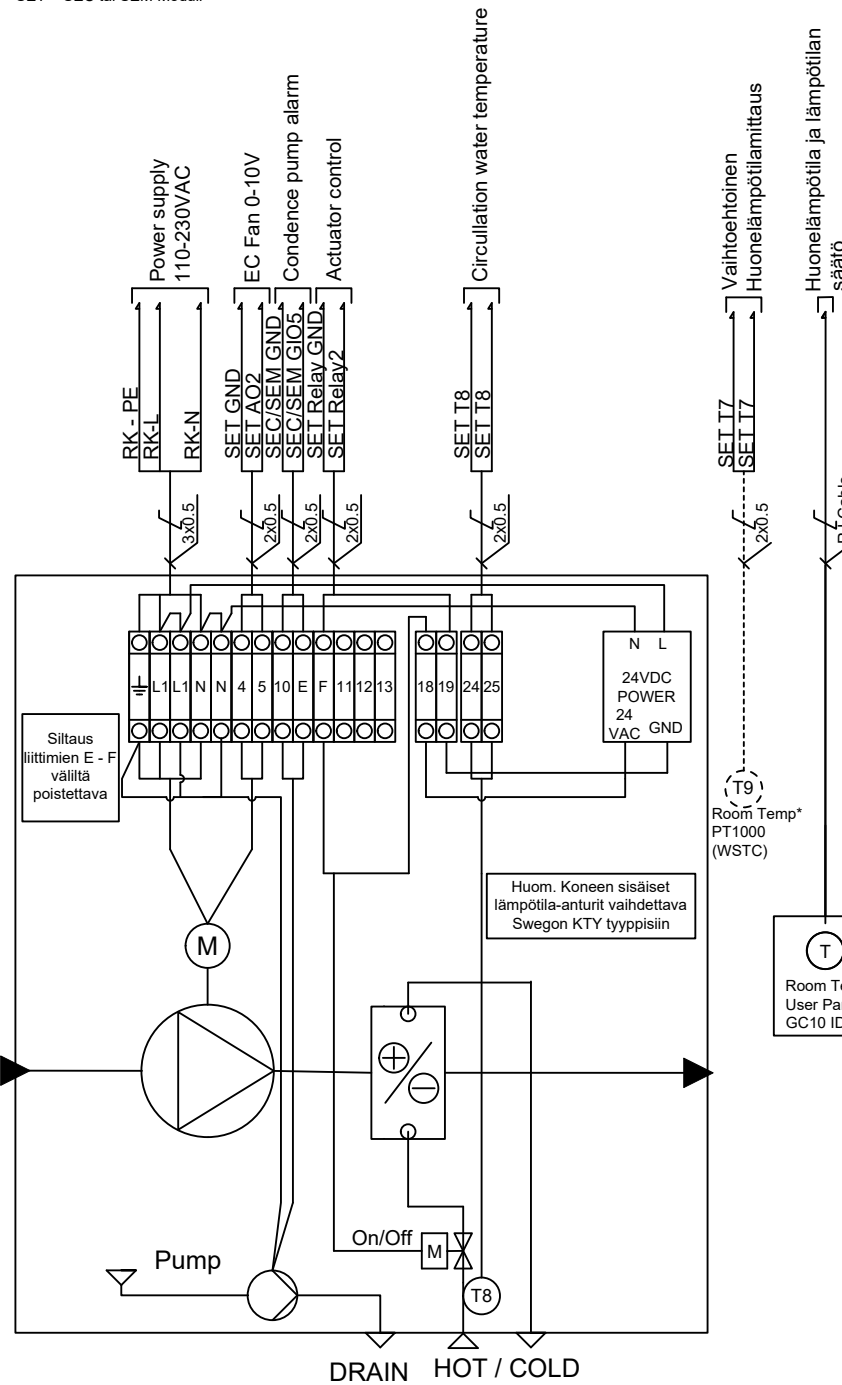 Power supply
110-230VAC
EC Fan 0-10V
Condence pump alarm
Actuator control
Circullation water temperature
Vaihtoehtoinen
Huonelämpötilamittaus
Huonelämpötila ja lämpötilan
säätö
RK - PE
RK-L
RK-N
SET GND
SET AO2
SEC/SEM GND
SEC/SEM GIO5
SET Relay GND
SET Relay2
SET T8
SET T8
SET T7
SET T7
3x0.5
2x0.5
2x0.5
2x0.5
2x0.5
2x0.5
L1 L1 N N 4 5 10 E F 11 12 13
18 19 24 25
N L
24VDC
POWER
24
VAC GND
Siltaus
liittimien E - F
väliltä
poistettava
T9
Room Temp*
PT1000
(WSTC)
Huom. Koneen sisäiset
lämpötila-anturit vaihdettava
Swegon KTY tyyppisiin
M
T
Room
User
GC10
+
−
On/Off
M
Pump
T8
DRAIN
HOT / COLD